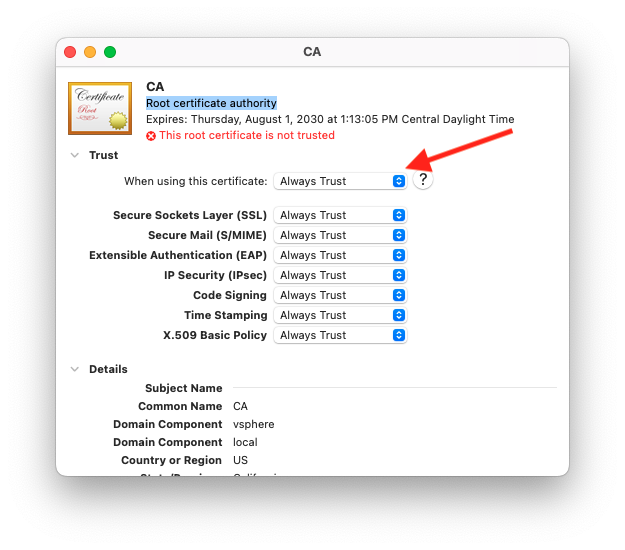 CA
Certificate
Root
CA
Root certificate authority
Expires: Thursday, August 1, 2030 at 1:13:05 PM Central Daylight Time
This root certificate is not trusted
Trust
When using this certificate: Always Trust ?
Secure Sockets Layer (SSL) Always Trust
Secure Mail (S/MIME) Always Trust
Extensible Authentication (EAP) Always Trust
IP Security (IPsec) Always Trust
Code Signing Always Trust
Time Stamping Always Trust
X.509 Basic Policy Always Trust
Details
Subject Name
Common Name CA
Domain Component vsphere
Domain Component local
Country or Region US